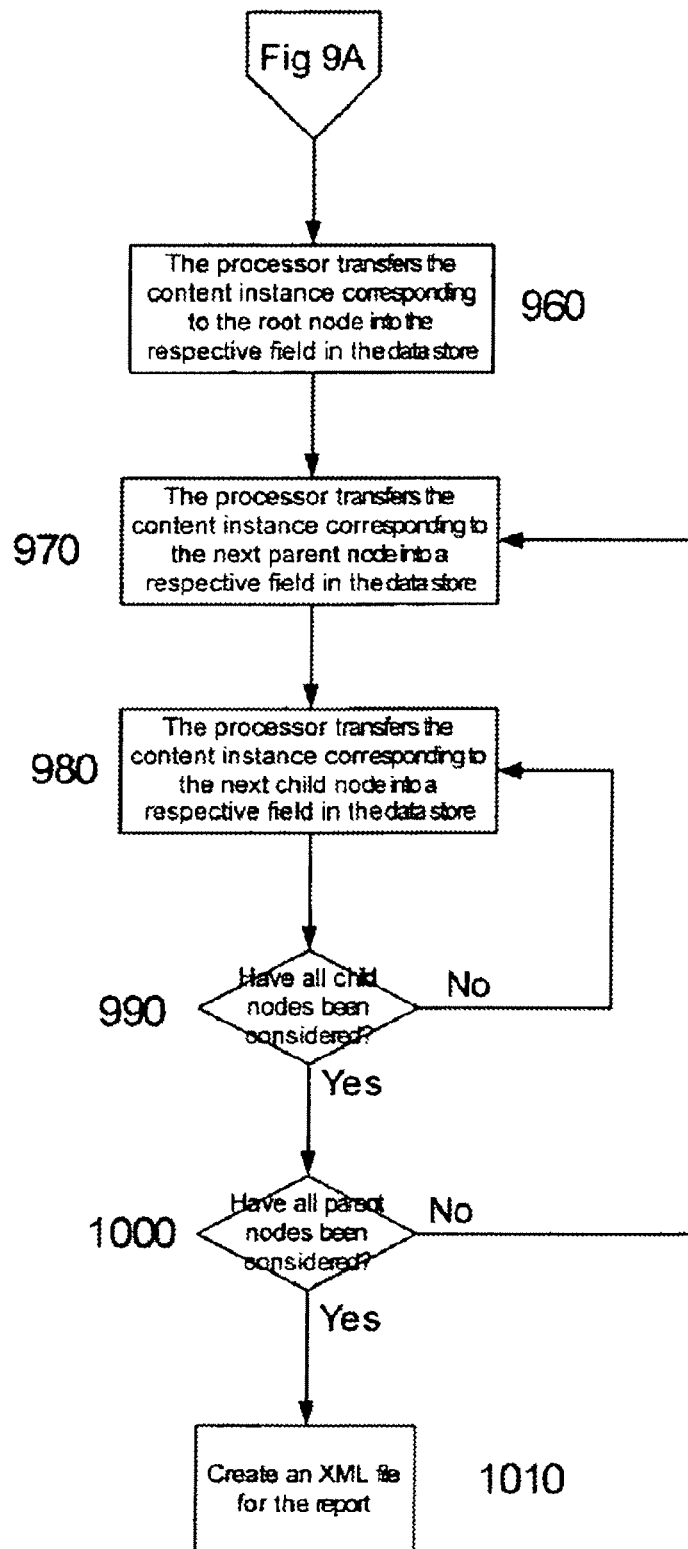 Fig 9A
The processor transfers the
content instance corresponding
to the root node into the
respective field in the data store
960
The processor transfers the
content instance corresponding to
the next parent node into a
respective field in the data store
970
The processor transfers the
content instance corresponding to
the next child node into a
respective field in the data store
980
Have all child
nodes been
considered?
990
No
Yes
Have all parent
nodes been
considered?
1000
No
Yes
Create an XML file
for the report
1010